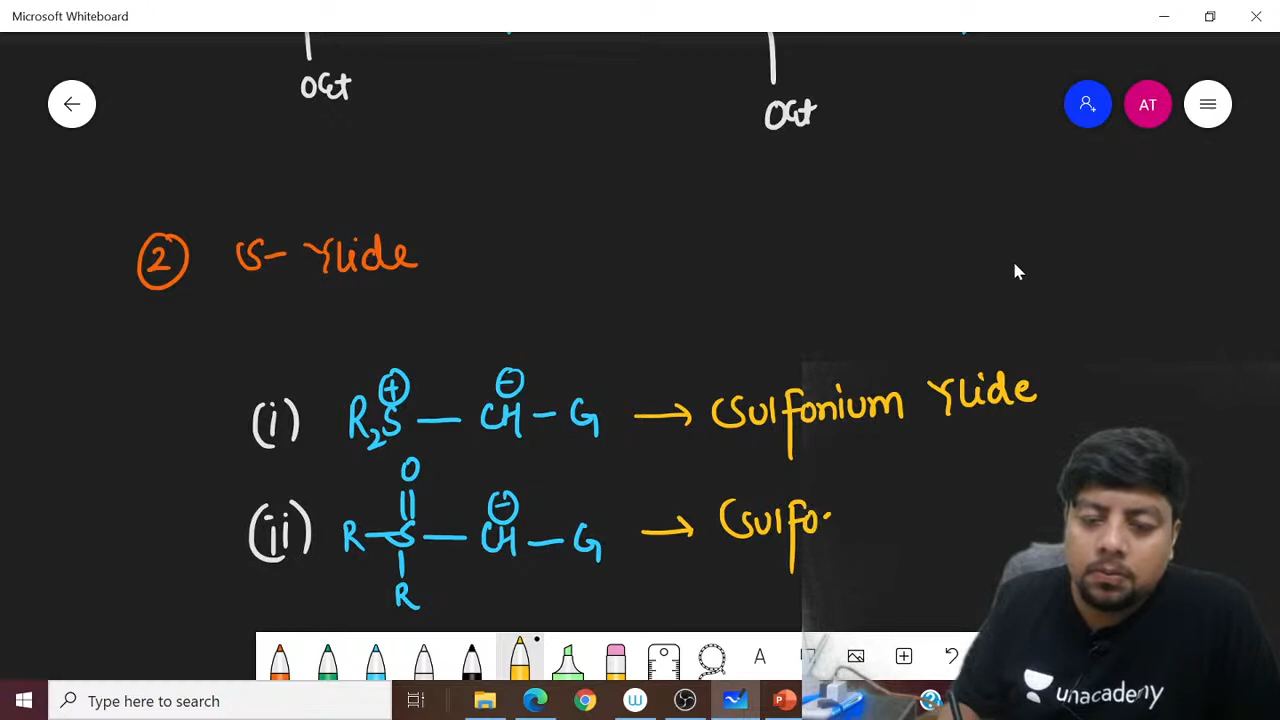 Microsoft Whiteboard
OEt OEt
AT
② S- Ylide
(i) R₂S⊕ — CH⊖ — G → Sulfonium Ylide
O
(ii) R — S — CH⊖ — G → Sulfo
R
A
unacademy
Type here to search